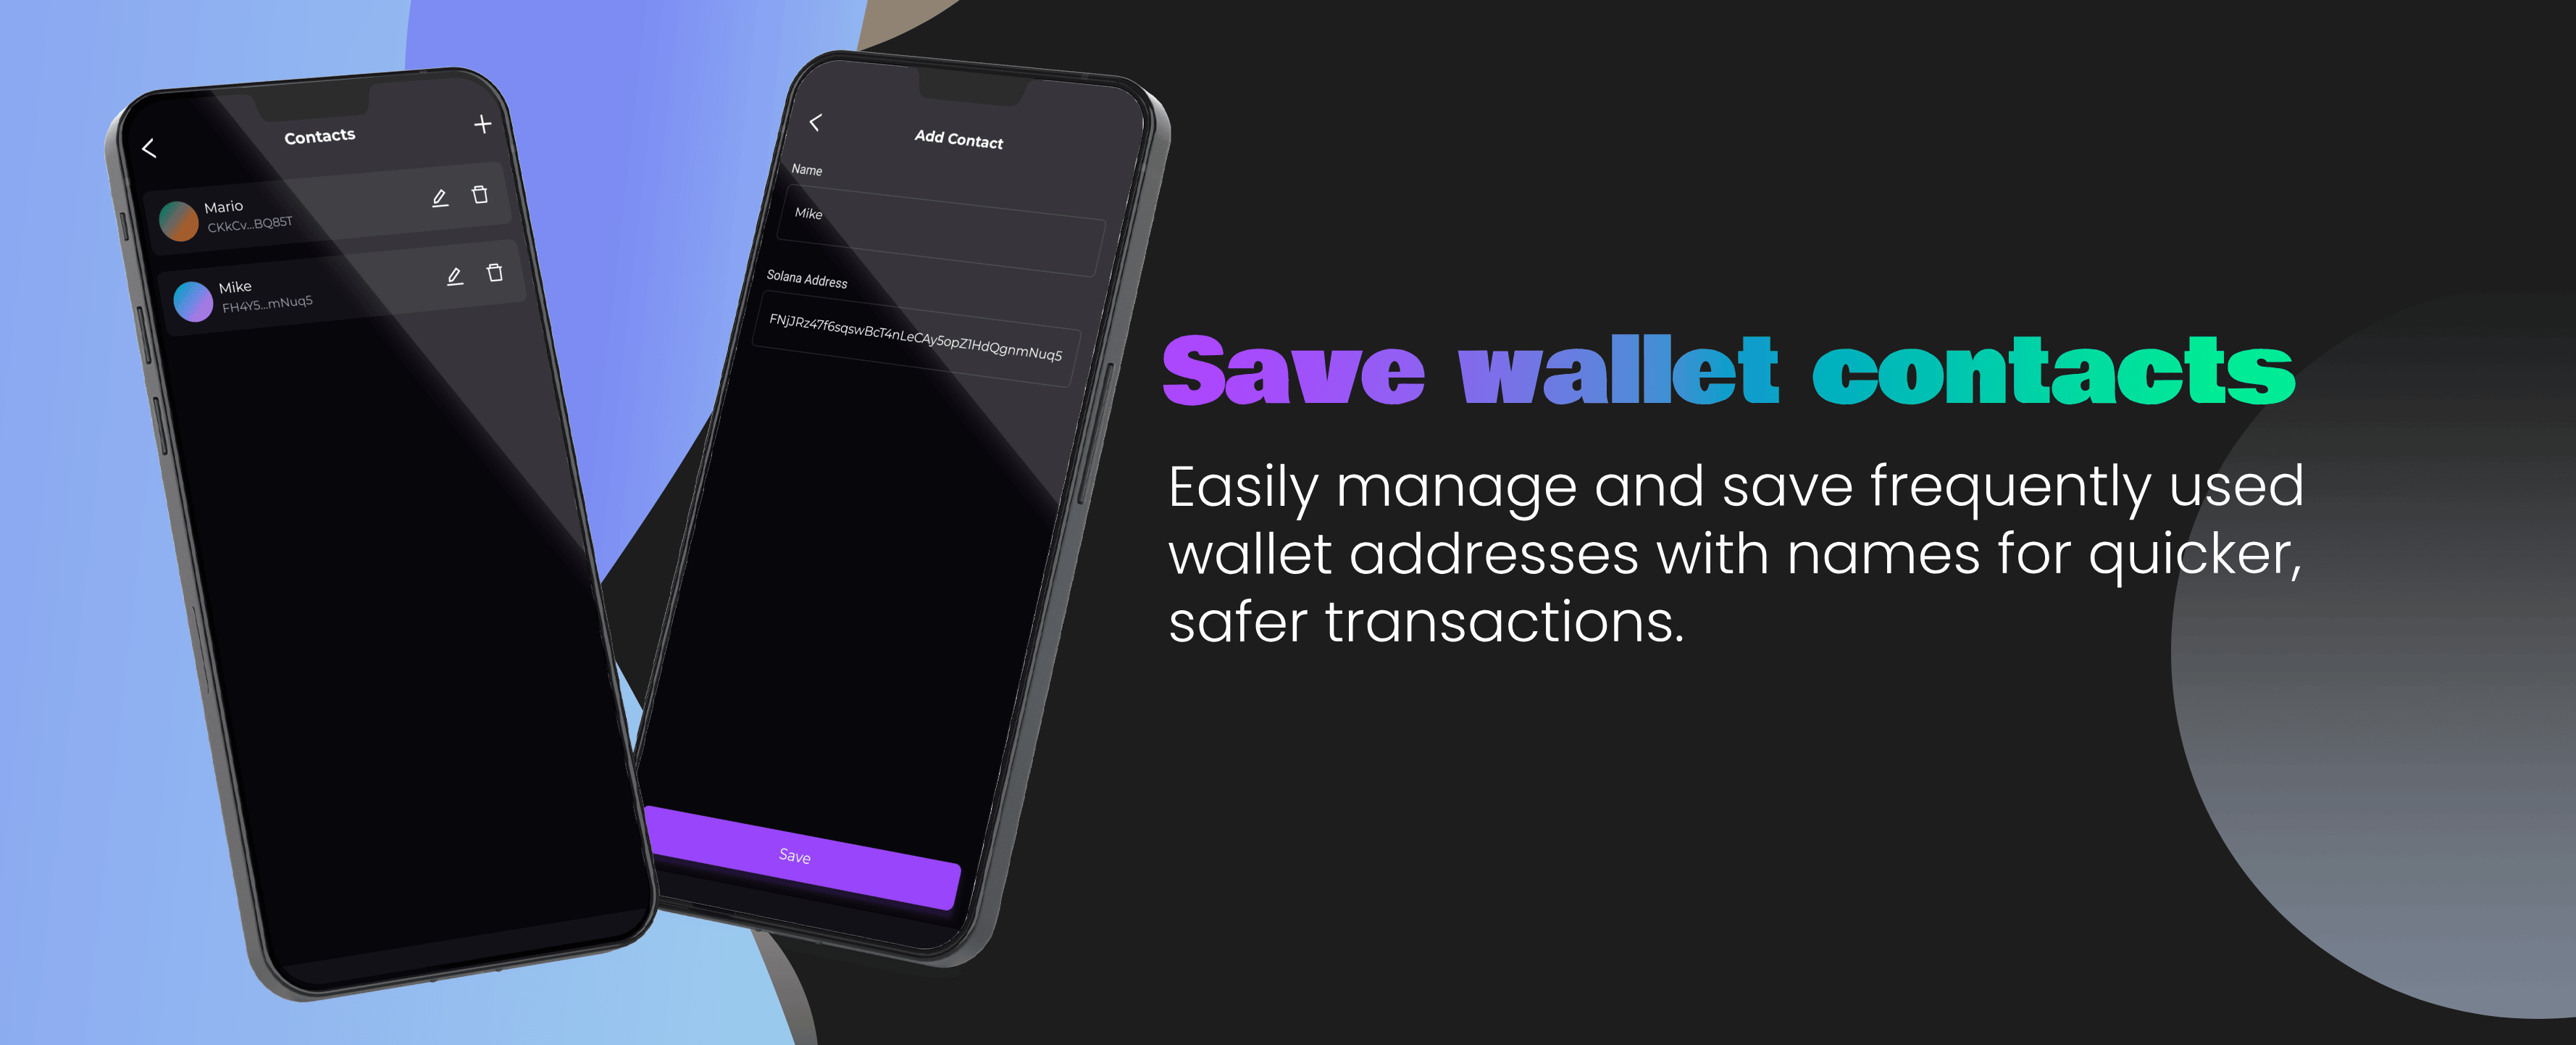 Contacts
Mario
CKkCv...BQ85T
Mike
FH4Y5...mNuq5
Add Contact
Name
Mike
Solana Address
FNjJRz47f6sqswBcT4nLeCAy5opZ1HdQgnmNuq5
Save
Save wallet contacts
Easily manage and save frequently used
wallet addresses with names for quicker,
safer transactions.